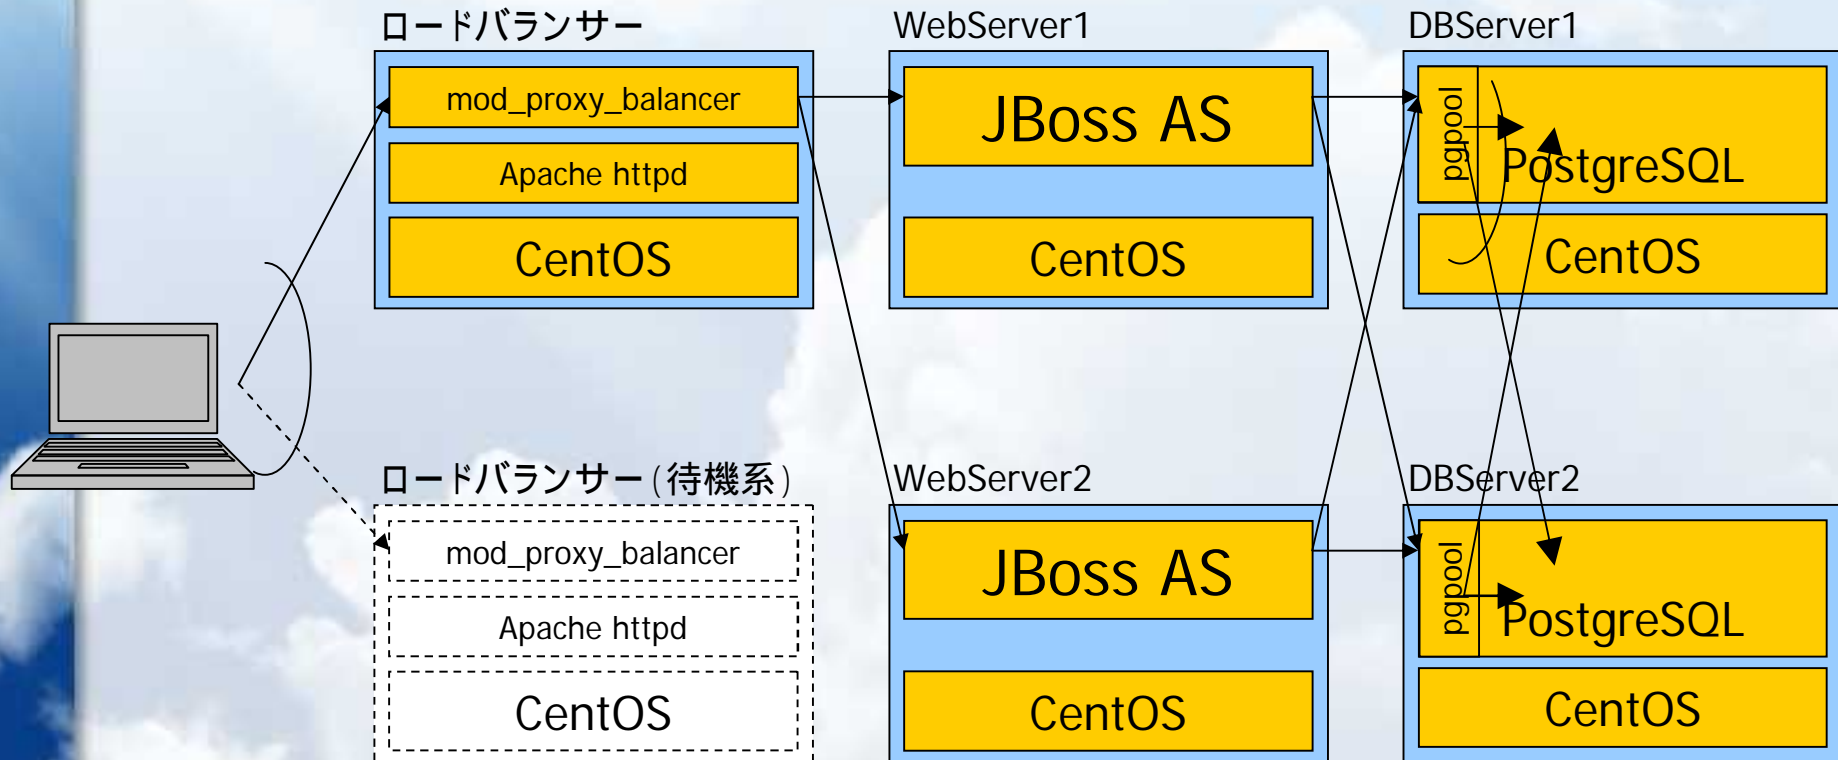 ロードバランサー
mod_proxy_balancer
Apache httpd
CentOS
WebServer1
JBoss AS
CentOS
DBServer1
pgpool
PostgreSQL
CentOS
ロードバランサー(待機系)
mod_proxy_balancer
Apache httpd
CentOS
WebServer2
JBoss AS
CentOS
DBServer2
pgpool
PostgreSQL
CentOS